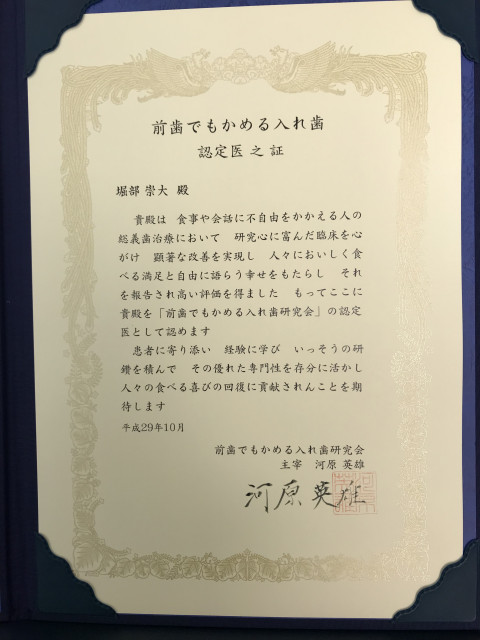 前歯でもかめる入れ歯
認定医之証
堀部 崇大 殿
貴殿は 食事や会話に不自由をかかえる人の
総義歯治療において 研究心に富んだ臨床を心
がけ 顕著な改善を実現し 人々においしく食
べる満足と自由に語らう幸せをもたらし それ
を報告され高い評価を得ました もってここに
貴殿を「前歯でもかめる入れ歯研究会」の認定
医として認めます
患者に寄り添い 経験に学び いっそうの研
鑽を積んで その優れた専門性を存分に活かし
人々の食べる喜びの回復に貢献されんことを期
待します
平成29年10月
前歯でもかめる入れ歯研究会
主宰 河原 英雄
河原英雄